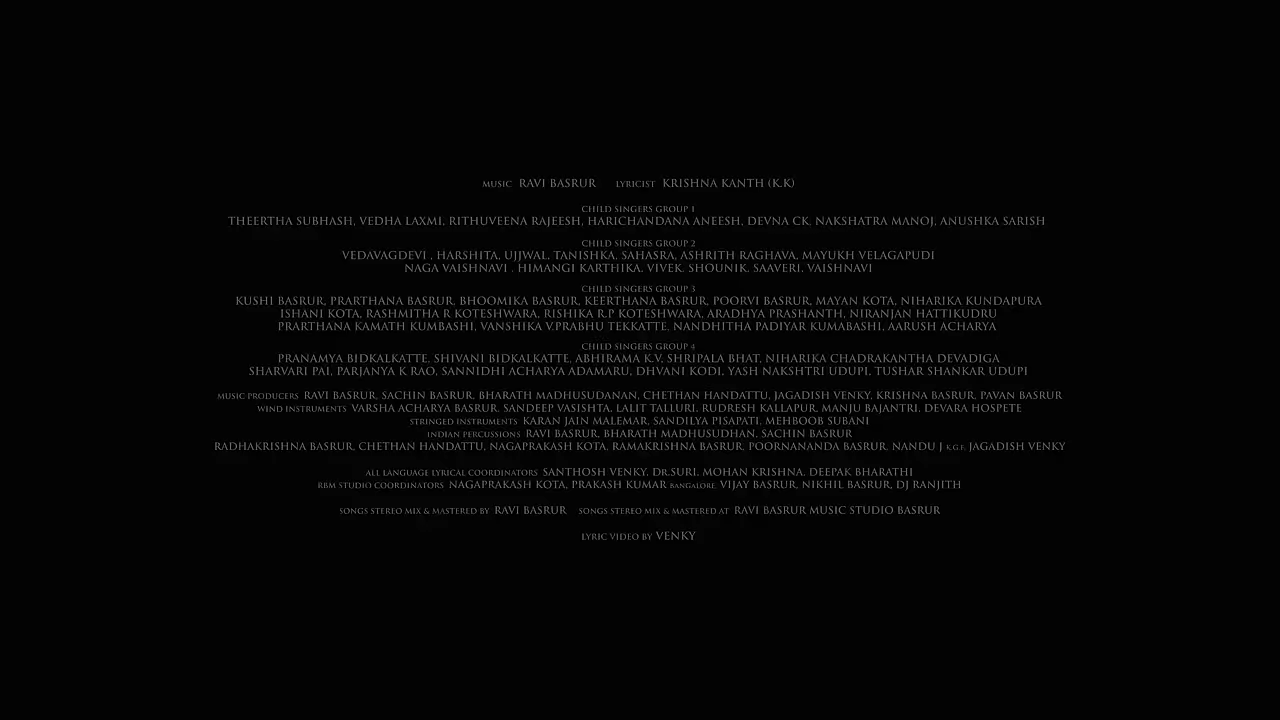 MUSIC RAVI BASRUR LYRICIST KRISHNA KANTH (K.K)
CHILD SINGERS GROUP 1
THEERTHA SUBHASH, VEDHA LAXMI, RITHUVEENA RAJEESH, HARICHANDANA ANEESH, DEVNA CK, NAKSHATRA MANOJ, ANUSHKA SARISH
CHILD SINGERS GROUP 2
VEDAVAGDEVI , HARSHITA, UJJWAL, TANISHKA, SAHASRA, ASHRITH RAGHAVA, MAYUKH VELAGAPUDI
NAGA VAISHNAVI , HIMANGI KARTHIKA, VIVEK, SHOUNIK, SAAVERI, VAISHNAVI
CHILD SINGERS GROUP 3
KUSHI BASRUR, PRARTHANA BASRUR, BHOOMIKA BASRUR, KEERTHANA BASRUR, POORVI BASRUR, MAYAN KOTA, NIHARIKA KUNDAPURA
ISHANI KOTA, RASHMITHA R KOTESHWARA, RISHIKA R.P KOTESHWARA, ARADHYA PRASHANTH, NIRANJAN HATTIKUDRU
PRARTHANA KAMATH KUMBASHI, VANSHIKA V.PRABHU TEKKATTE, NANDHITHA PADIYAR KUMABASHI, AARUSH ACHARYA
CHILD SINGERS GROUP 4
PRANAMYA BIDKALKATTE, SHIVANI BIDKALKATTE, ABHIRAMA K.V, SHRIPALA BHAT, NIHARIKA CHADRAKANTHA DEVADIGA
SHARVARI PAI, PARJANYA K RAO, SANNIDHI ACHARYA ADAMARU, DHVANI KODI, YASH NAKSHTRI UDUPI, TUSHAR SHANKAR UDUPI
MUSIC PRODUCERS RAVI BASRUR, SACHIN BASRUR, BHARATH MADHUSUDANAN, CHETHAN HANDATTU, JAGADISH VENKY, KRISHNA BASRUR, PAVAN BASRUR
WIND INSTRUMENTS VARSHA ACHARYA BASRUR, SANDEEP VASISHTA, LALIT TALLURI, RUDRESH KALLAPUR, MANJU BAJANTRI, DEVARA HOSPETE
STRINGED INSTRUMENTS KARAN JAIN MALEMAR, SANDILYA PISAPATI, MEHBOOB SUBANI
INDIAN PERCUSSIONS RAVI BASRUR, BHARATH MADHUSUDHAN, SACHIN BASRUR
RADHAKRISHNA BASRUR, CHETHAN HANDATTU, NAGAPRAKASH KOTA, RAMAKRISHNA BASRUR, POORNANANDA BASRUR, NANDU J K.G.F, JAGADISH VENKY
ALL LANGUAGE LYRICAL COORDINATORS SANTHOSH VENKY, DR.SURI, MOHAN KRISHNA, DEEPAK BHARATHI
RBM STUDIO COORDINATORS NAGAPRAKASH KOTA, PRAKASH KUMAR BANGALORE, VIJAY BASRUR, NIKHIL BASRUR, DJ RANJITH
SONGS STEREO MIX & MASTERED BY RAVI BASRUR SONGS STEREO MIX & MASTERED AT RAVI BASRUR MUSIC STUDIO BASRUR
LYRIC VIDEO BY VENKY